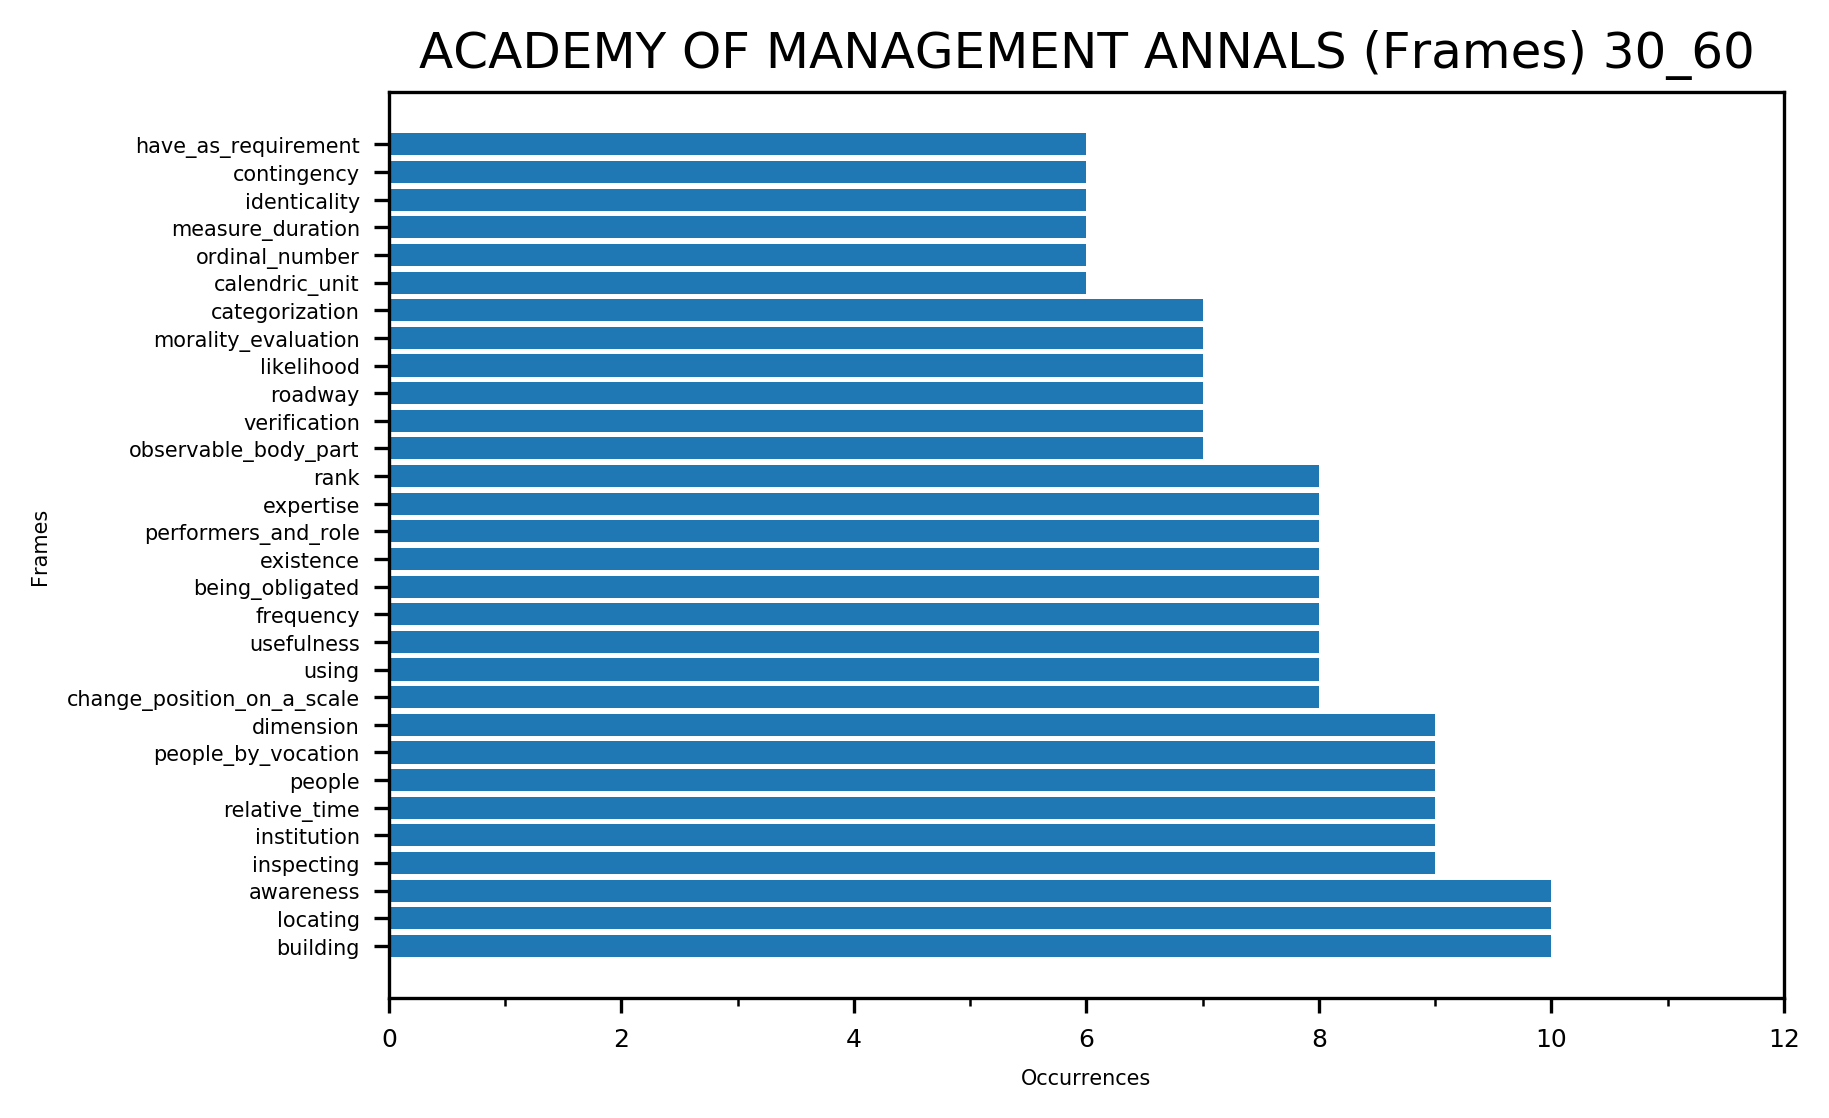 ACADEMY OF MANAGEMENT ANNALS (Frames) 30_60
have_as_requirement
contingency
identicality
measure_duration
ordinal_number
calendric_unit
categorization
morality_evaluation
likelihood
roadway
verification
observable_body_part
rank
expertise
performers_and_role
existence
being_obligated
frequency
usefulness
using
change_position_on_a_scale
dimension
people_by_vocation
people
relative_time
institution
inspecting
awareness
locating
building
Frames
0 2 4 6 8 10 12
Occurrences